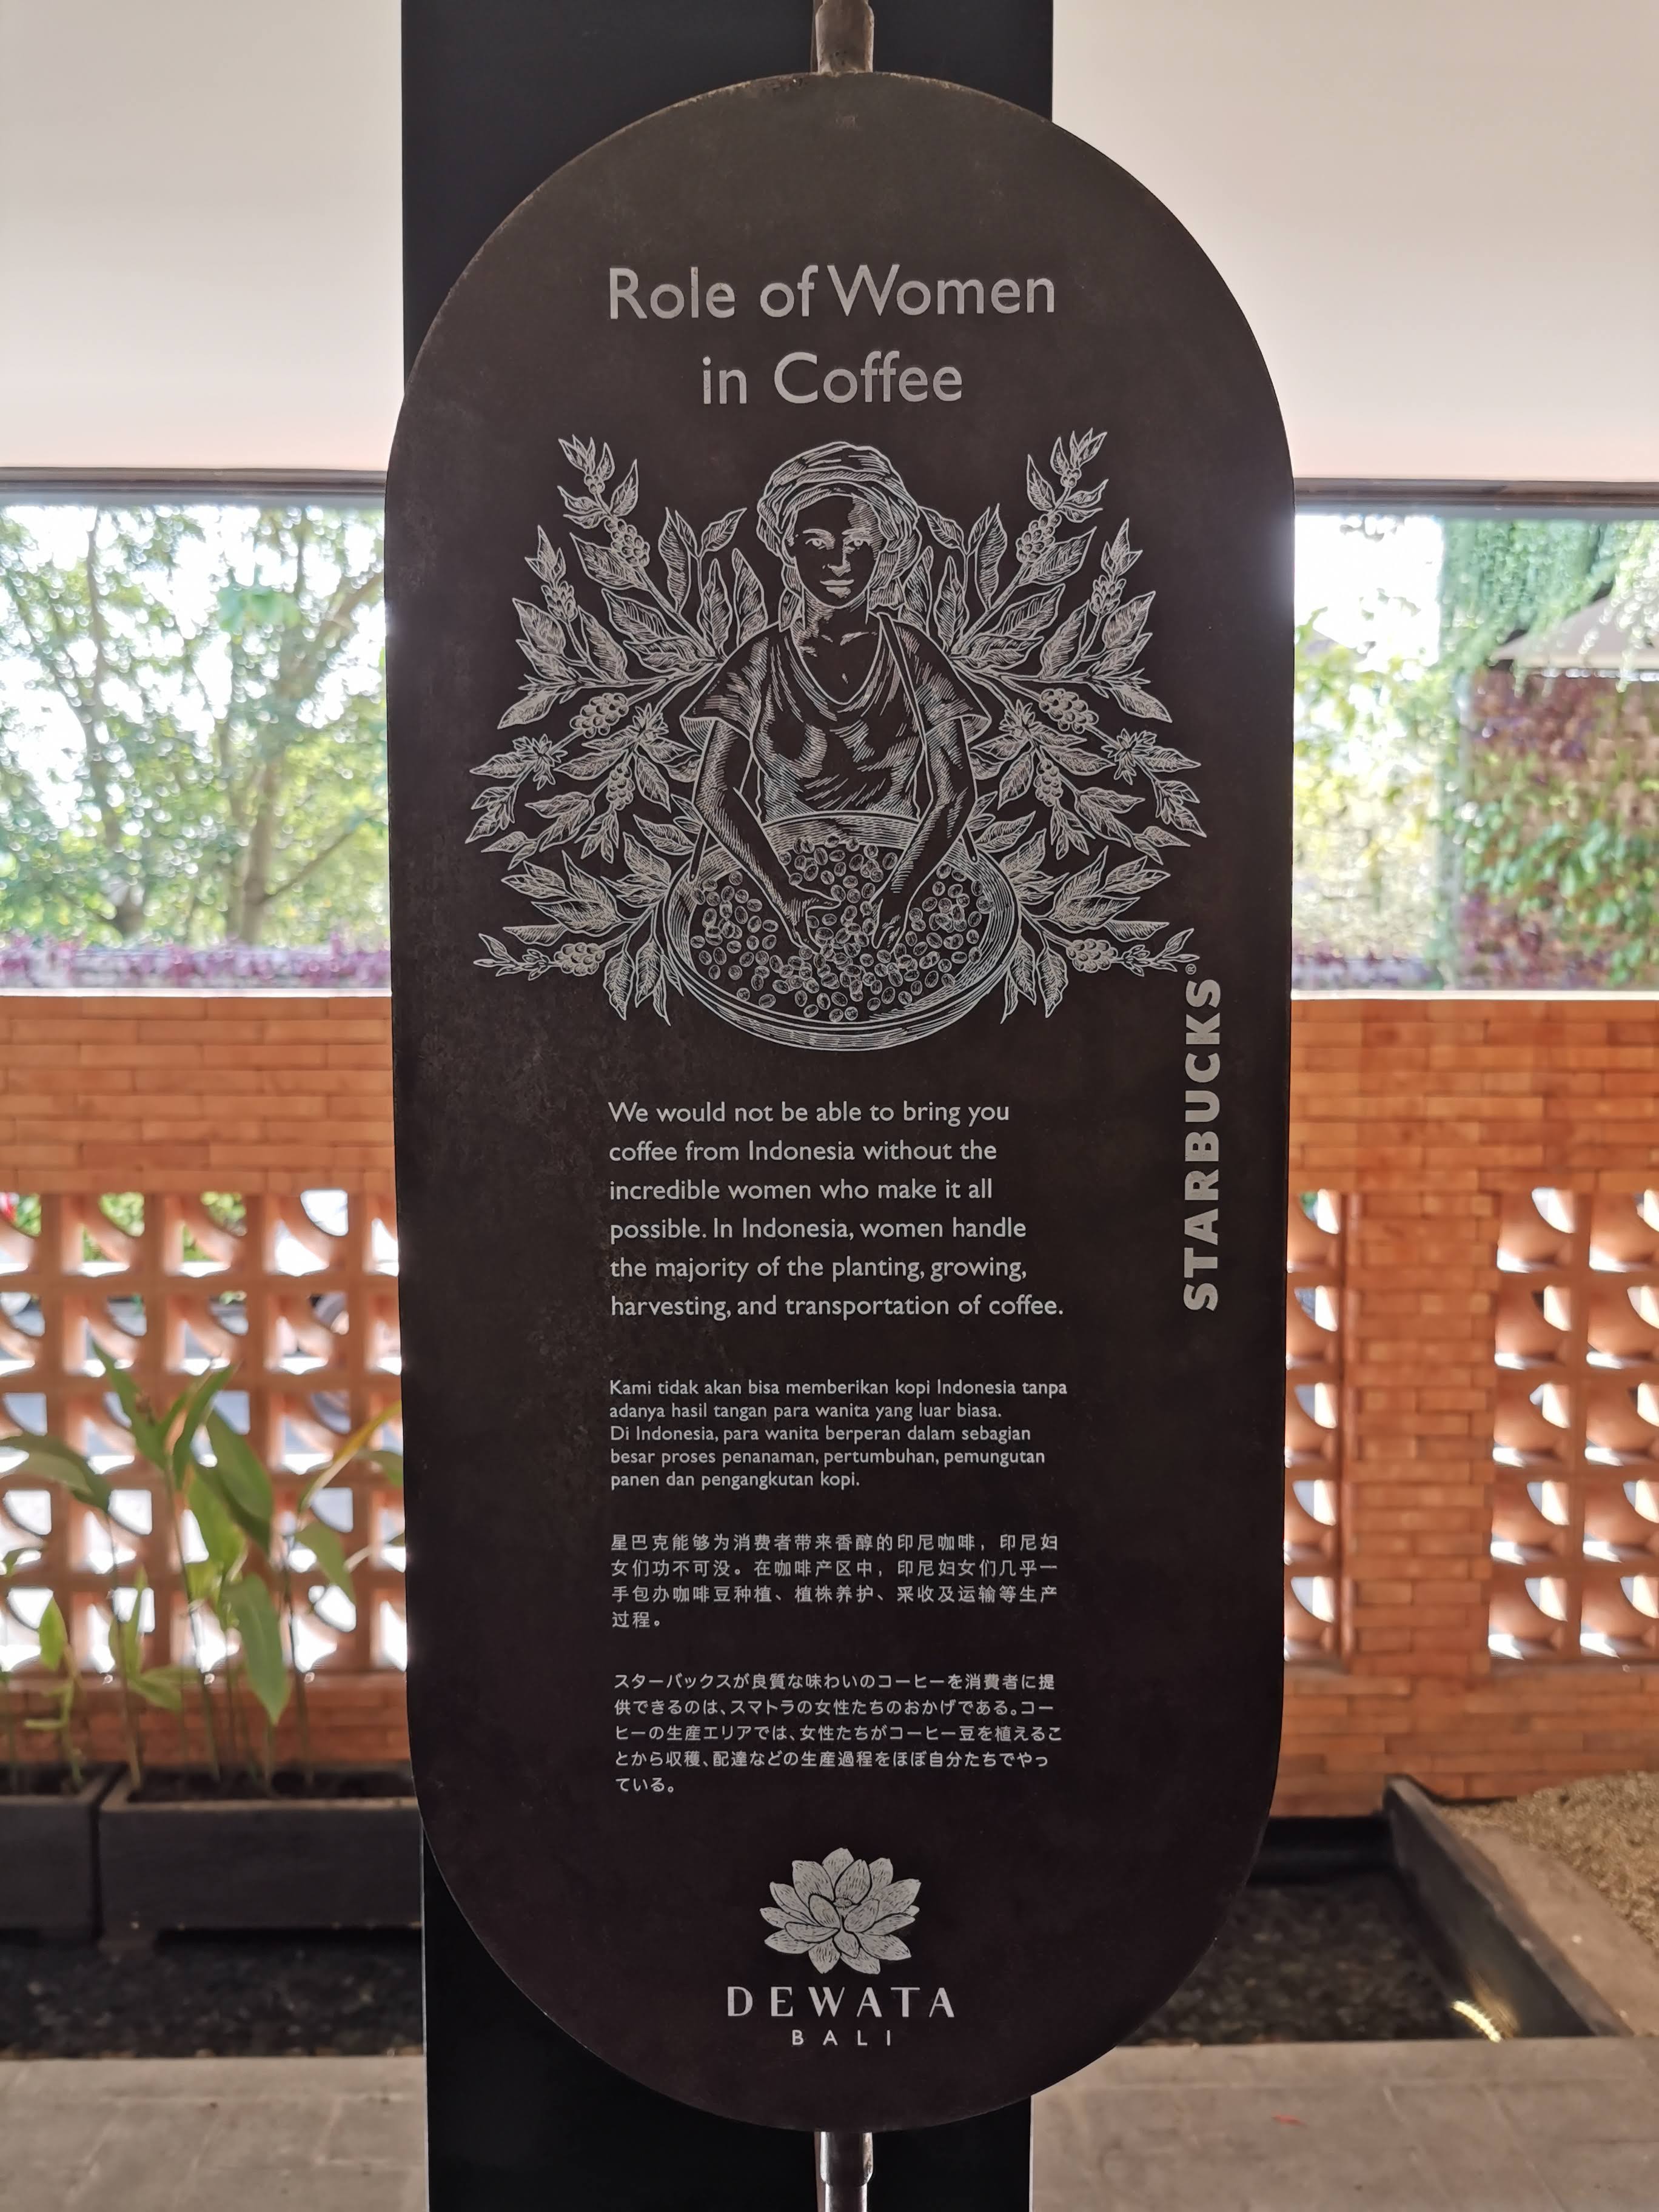 Role of Women
in Coffee
STARBUCKS®
We would not be able to bring you
coffee from Indonesia without the
incredible women who make it all
possible. In Indonesia, women handle
the majority of the planting, growing,
harvesting, and transportation of coffee.
Kami tidak akan bisa memberikan kopi Indonesia tanpa
adanya hasil tangan para wanita yang luar biasa.
Di Indonesia, para wanita berperan dalam sebagian
besar proses penanaman, pertumbuhan, pemungutan
panen dan pengangkutan kopi.
星巴克能够为消费者带来香醇的印尼咖啡，印尼妇
女们功不可没。在咖啡产区中，印尼妇女们几乎一
手包办咖啡豆种植、植株养护、采收及运输等生产
过程。
スターバックスが良質な味わいのコーヒーを消費者に提
供できるのは、スマトラの女性たちのおかげである。コー
ヒーの生産エリアでは、女性たちがコーヒー豆を植えるこ
とから収穫、配達などの生産過程をほぼ自分たちでやっ
ている。
DEWATA
BALI